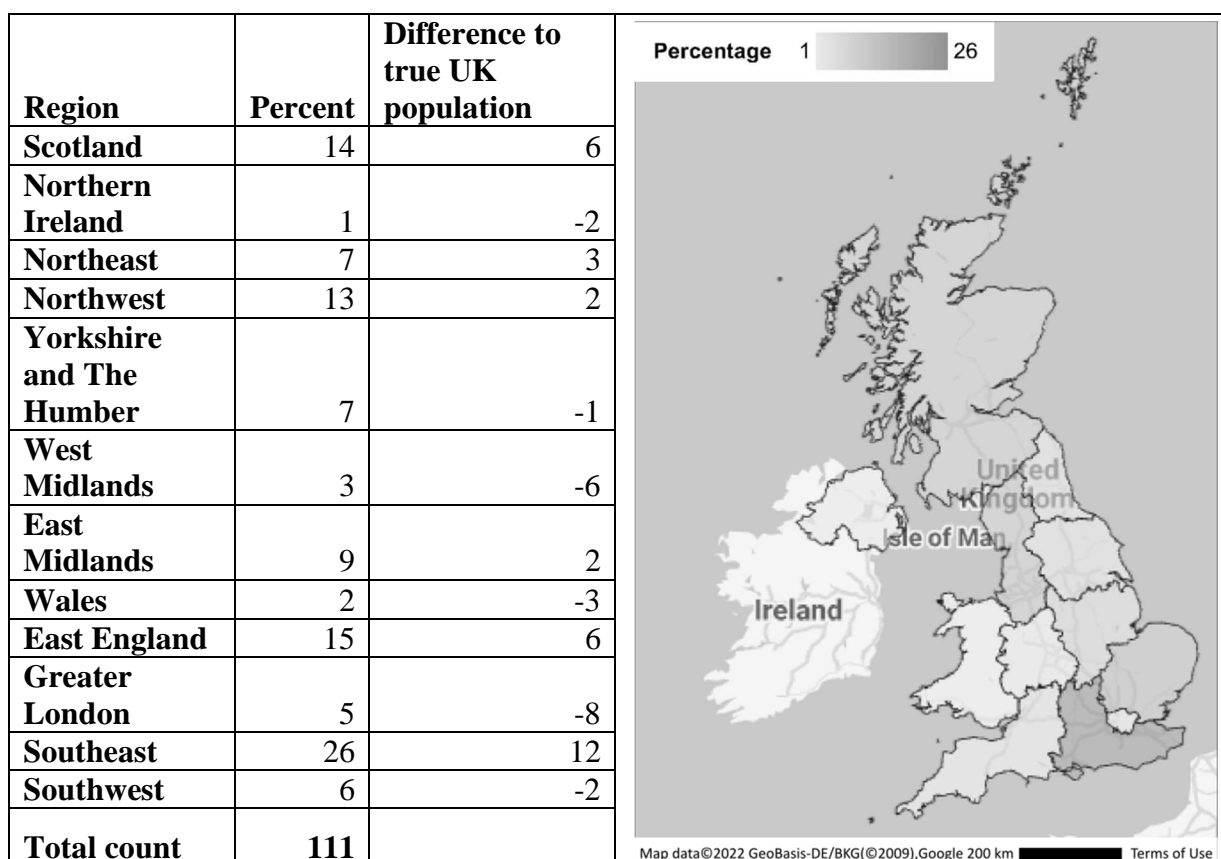 Region Percent Difference to true UK population
Scotland 14 6
Northern Ireland 1 -2
Northeast 7 3
Northwest 13 2
Yorkshire and The Humber 7 -1
West Midlands 3 -6
East Midlands 9 2
Wales 2 -3
East England 15 6
Greater London 5 -8
Southeast 26 12
Southwest 6 -2
Total count 111
Percentage 1 26
United
Kingdom
Isle of Man
Ireland
Map data©2022 GeoBasis-DE/BKG(©2009),Google 200 km Terms of Use